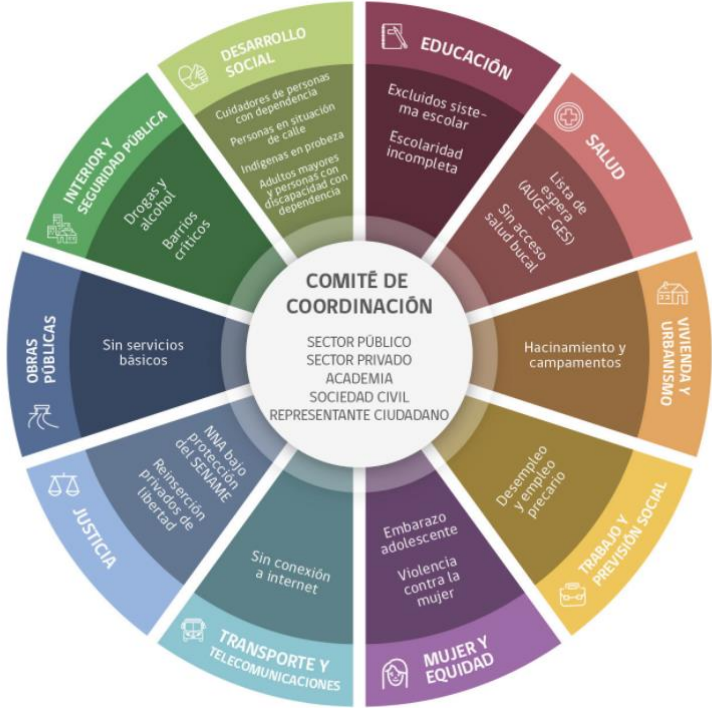 COMITÉ DE
COORDINACIÓN
SECTOR PÚBLICO
SECTOR PRIVADO
ACADEMIA
SOCIEDAD CIVIL
REPRESENTANTE CIUDADANO
EDUCACIÓN
Excluidos siste-
ma escolar
Escolaridad
incompleta
SALUD
Lista de
espera
(AUGE-GES)
Sin acceso
salud bucal
VIVIENDA Y
URBANISMO
Hacinamiento y
campamentos
TRABAJO Y
PREVISIÓN SOCIAL
Desempleo
y empleo
precario
MUJER Y
EQUIDAD
Embarazo
adolescente
Violencia
contra la
mujer
TRANSPORTE Y
TELECOMUNICACIONES
Sin conexión
a internet
JUSTICIA
NNA bajo
protección
del SENAME
Reinserción
privados de
libertad
OBRAS
PÚBLICAS
Sin servicios
básicos
INTERIOR Y
SEGURIDAD PÚBLICA
Drogas y
alcohol
Barrios
críticos
DESARROLLO
SOCIAL
Cuidadores de personas
con dependencia
Personas en situación
de calle
Indígenas en probeza
Adultos mayores
y personas con
discapacidad con
dependencia